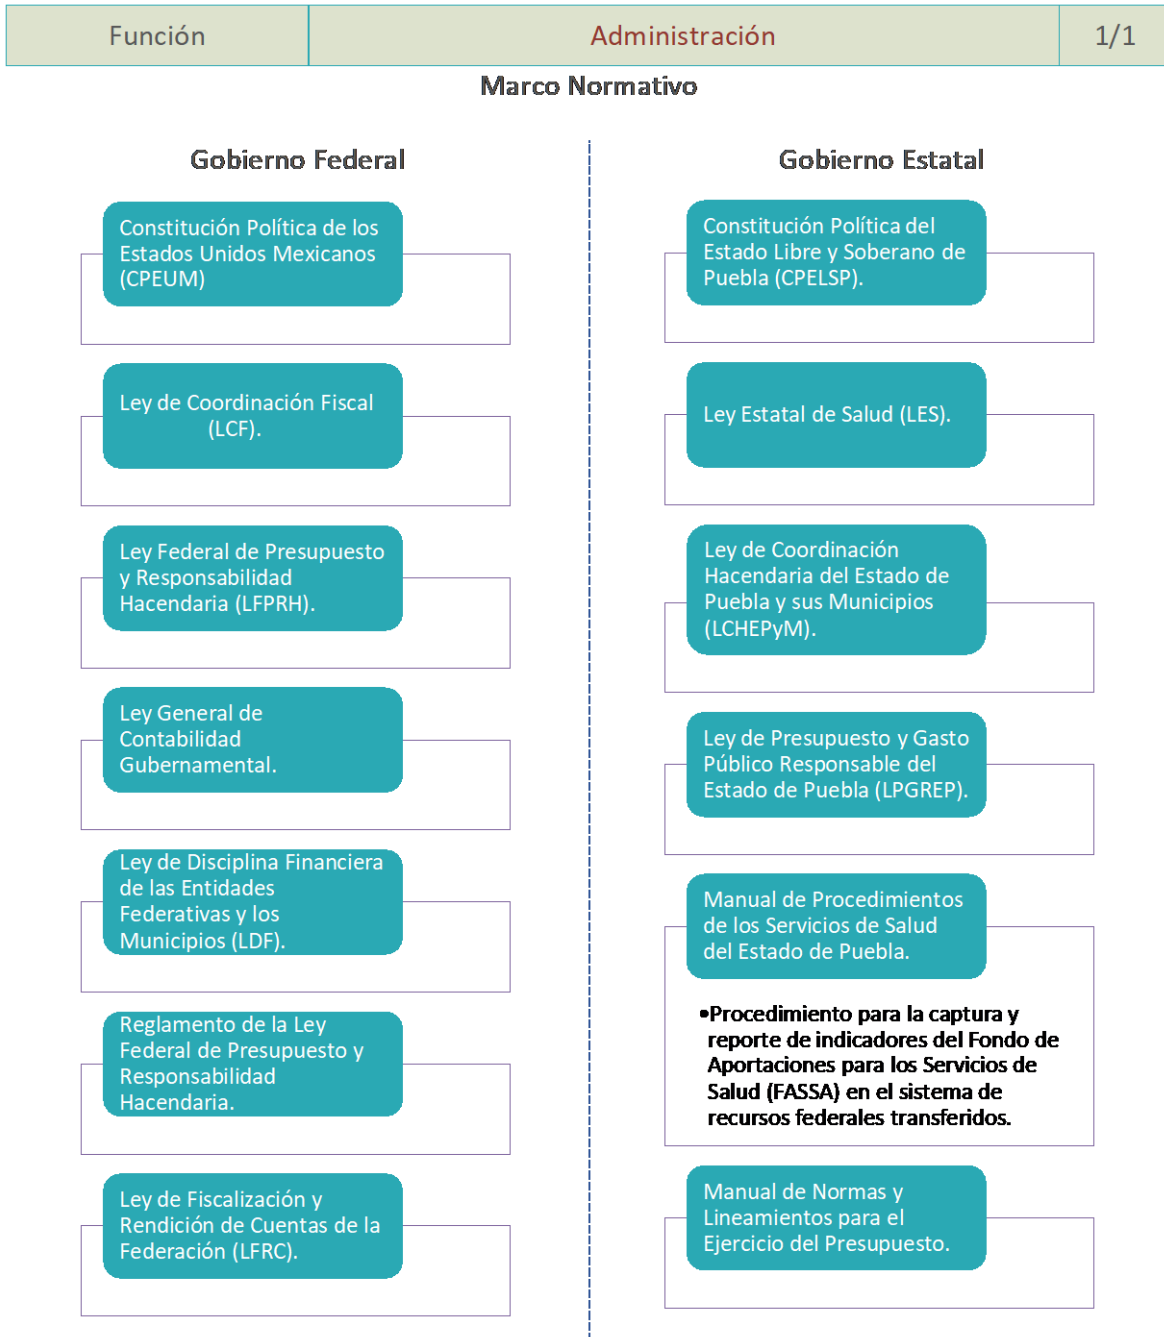 Función
Administración
1/1
Marco Normativo
Gobierno Federal
Constitución Política de los
Estados Unidos Mexicanos
(CPEUM)
Ley de Coordinación Fiscal
(LCF).
Ley Federal de Presupuesto
y Responsabilidad
Hacendaria (LFPRH).
Ley General de
Contabilidad
Gubernamental.
Ley de Disciplina Financiera
de las Entidades
Federativas y los
Municipios (LDF).
Reglamento de la Ley
Federal de Presupuesto y
Responsabilidad
Hacendaria.
Ley de Fiscalización y
Rendición de Cuentas de la
Federación (LFRC).
Gobierno Estatal
Constitución Política del
Estado Libre y Soberano de
Puebla (CPELSP).
Ley Estatal de Salud (LES).
Ley de Coordinación
Hacendaria del Estado de
Puebla y sus Municipios
(LCHEPyM).
Ley de Presupuesto y Gasto
Público Responsable del
Estado de Puebla (LPGREP).
Manual de Procedimientos
de los Servicios de Salud
del Estado de Puebla.
•Procedimiento para la captura y
reporte de indicadores del Fondo de
Aportaciones para los Servicios de
Salud (FASSA) en el sistema de
recursos federales transferidos.
Manual de Normas y
Lineamientos para el
Ejercicio del Presupuesto.